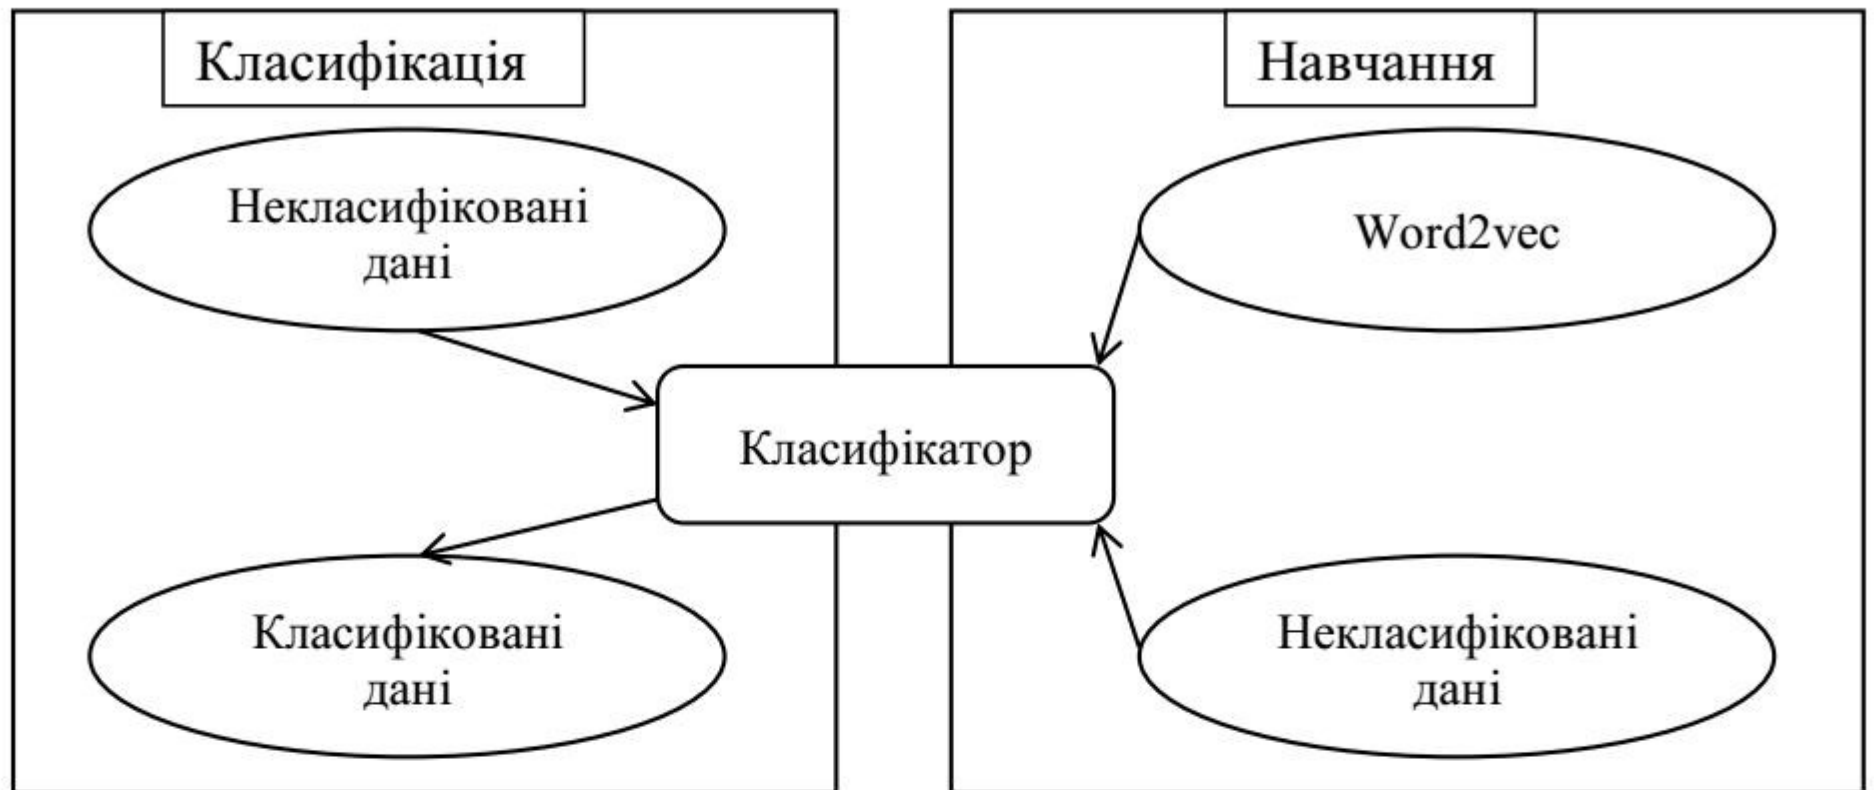 Класифікація
Навчання
Некласифіковані
дані
Word2vec
Класифікатор
Класифіковані
дані
Некласифіковані
дані